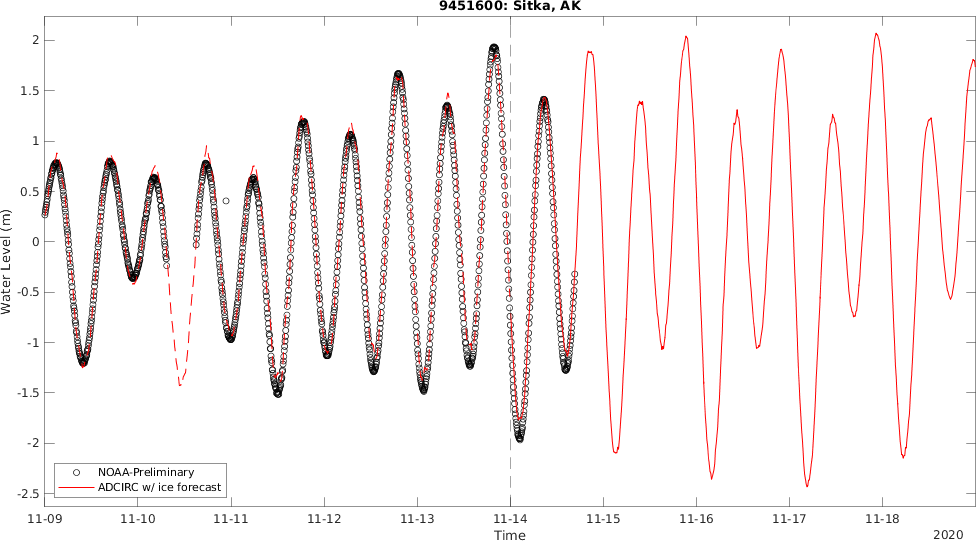 9451600: Sitka, AK
2
1.5
1
0.5
0
-0.5
-1
-1.5
-2
-2.5
Water Level (m)
NOAA-Preliminary
ADCIRC w/ ice forecast
11-09 11-10 11-11 11-12 11-13 11-14 11-15 11-16 11-17 11-18
Time
2020